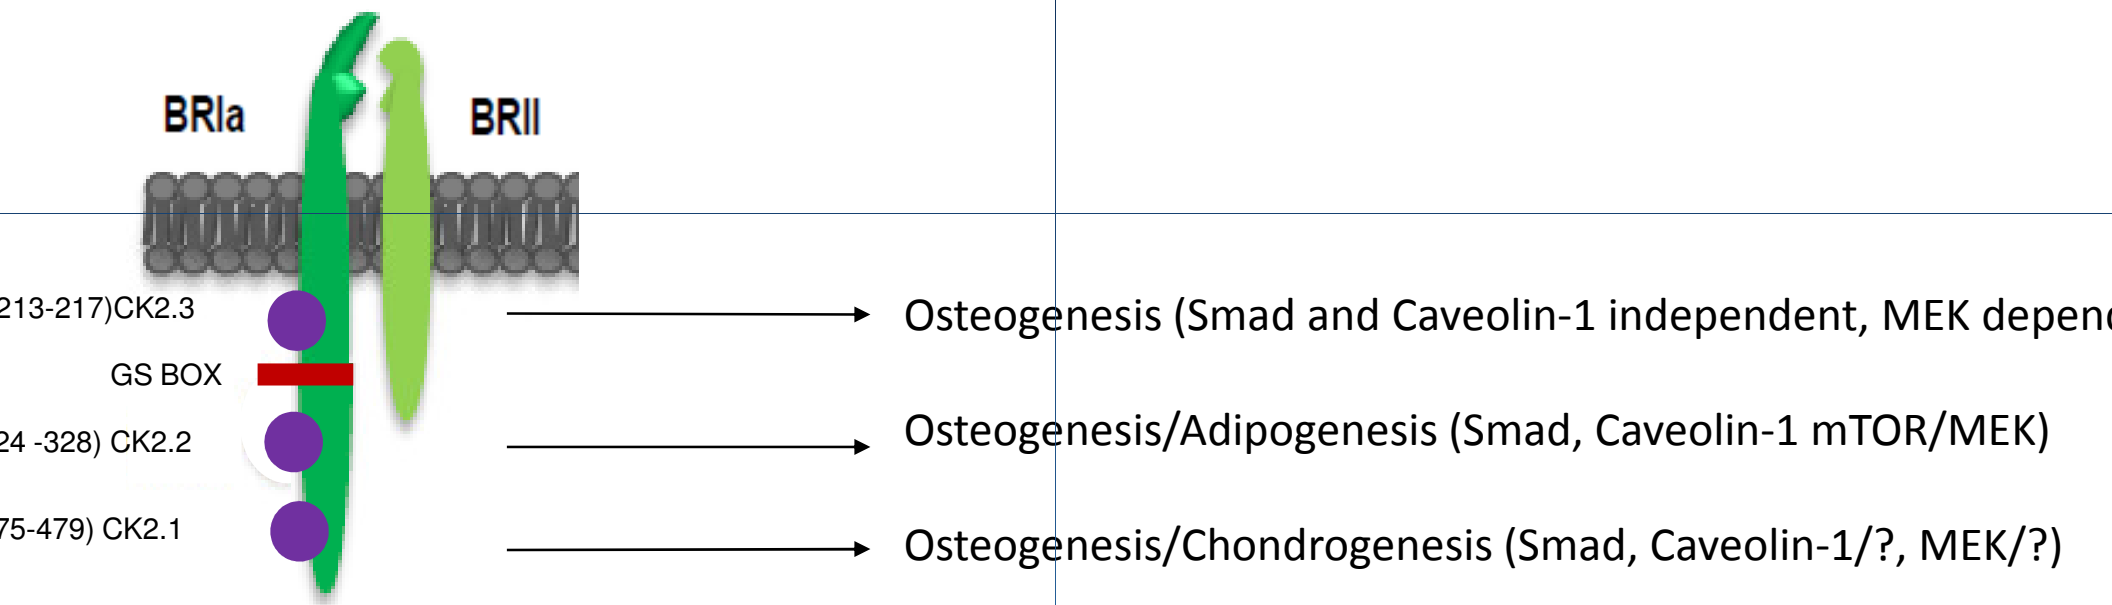 BRIa
BRII
213-217)CK2.3
Osteogenesis (Smad and Caveolin-1 independent, MEK
GS BOX
24 -328) CK2.2
Osteogenesis/Adipogenesis (Smad, Caveolin-1 mTOR/MEK)
75-479) CK2.1
Osteogenesis/Chondrogenesis (Smad, Caveolin-1/?, MEK/?)